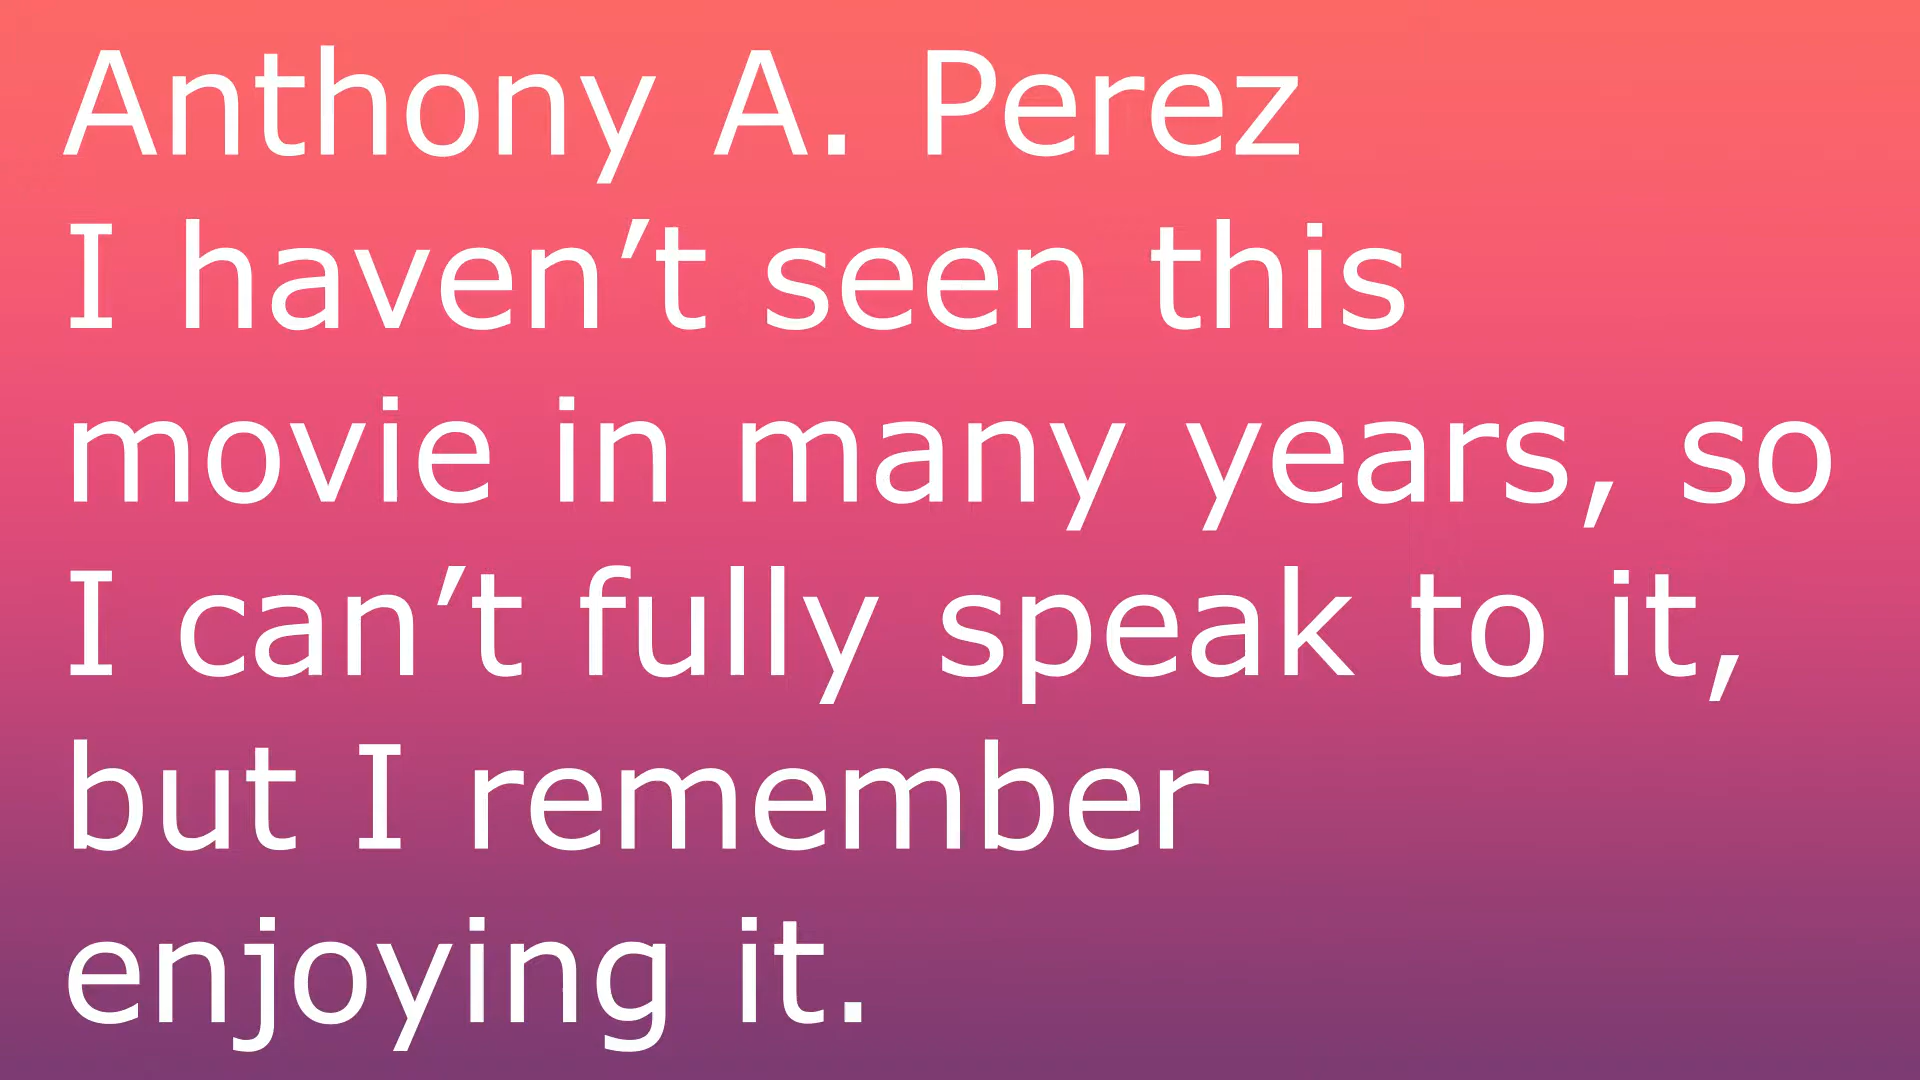 Anthony A. Perez
I haven’t seen this
movie in many years, so
I can’t fully speak to it,
but I remember
enjoying it.